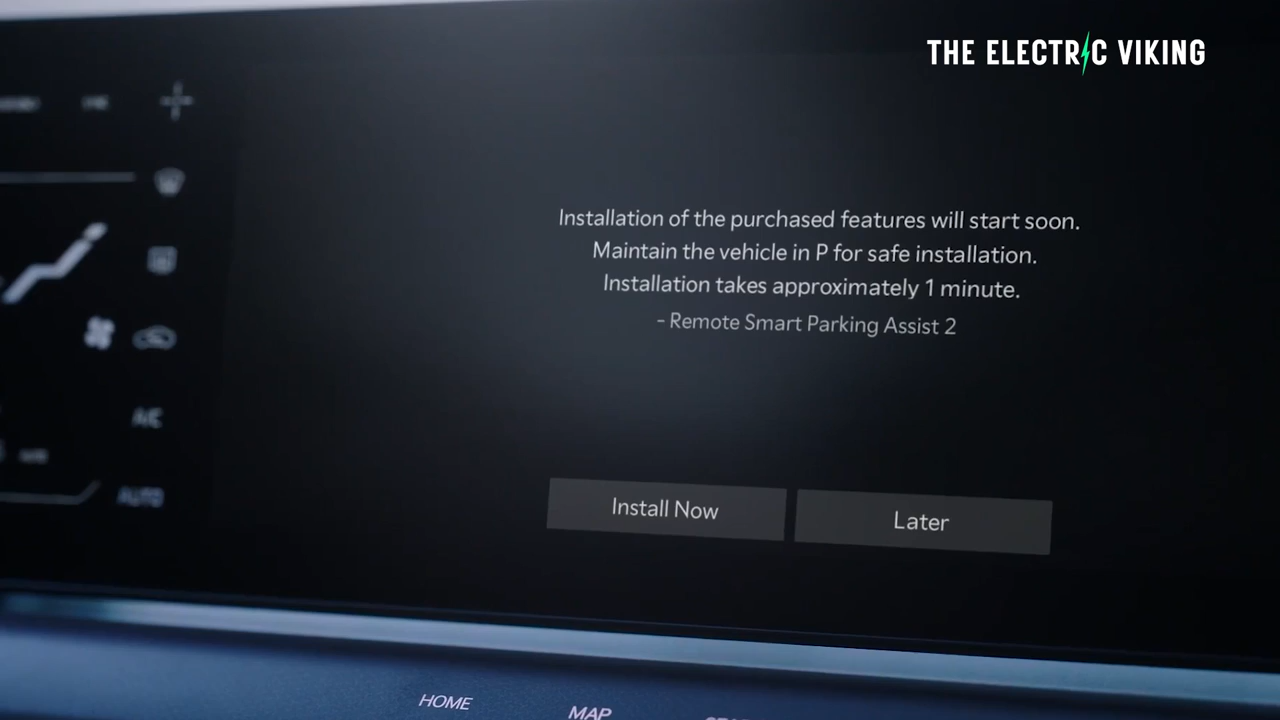 THE ELECTRIC VIKING
Installation of the purchased features will start soon.
Maintain the vehicle in P for safe installation.
Installation takes approximately 1 minute.
- Remote Smart Parking Assist 2
Install Now
Later
A/C
AUTO
HOME
MAP